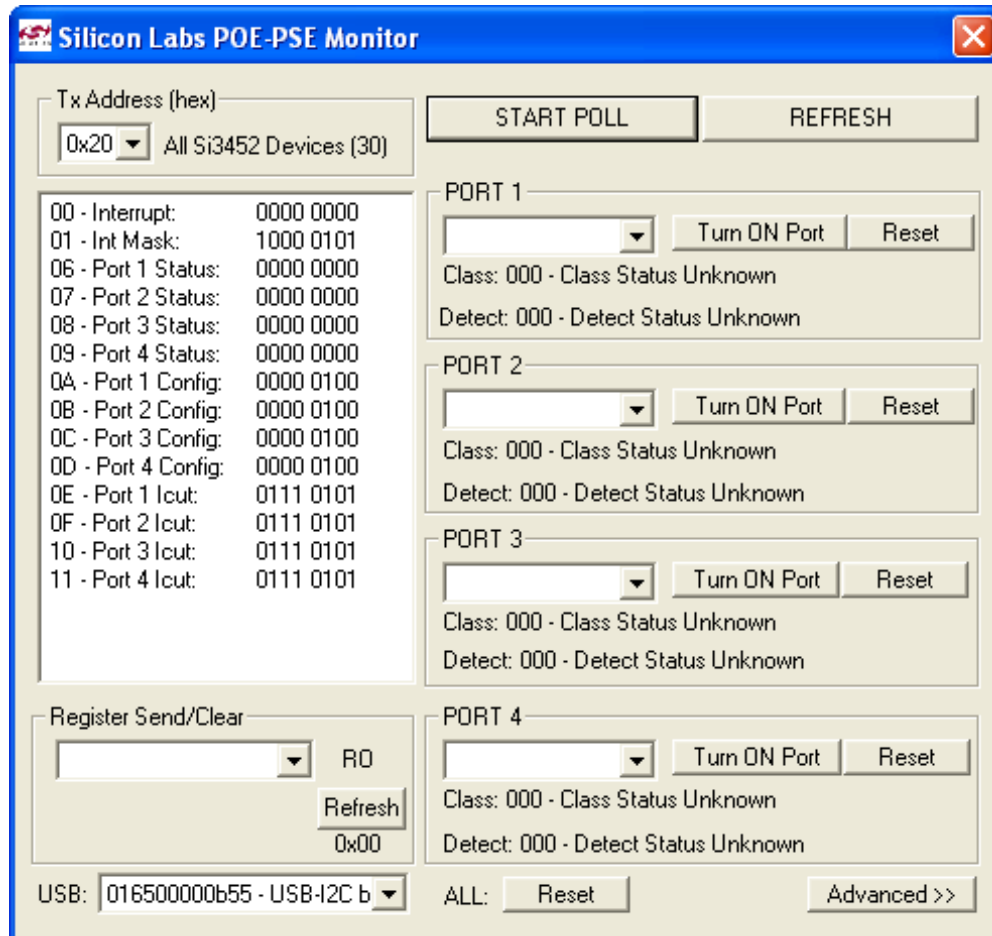 Silicon Labs POE-PSE Monitor
Tx Address (hex)
0x20 All Si3452 Devices (30)
START POLL
REFRESH
00 - Interrupt: 0000 0000
01 - Int Mask: 1000 0101
06 - Port 1 Status: 0000 0000
07 - Port 2 Status: 0000 0000
08 - Port 3 Status: 0000 0000
09 - Port 4 Status: 0000 0000
0A - Port 1 Config: 0000 0100
0B - Port 2 Config: 0000 0100
0C - Port 3 Config: 0000 0100
0D - Port 4 Config: 0000 0100
0E - Port 1 Icut: 0111 0101
0F - Port 2 Icut: 0111 0101
10 - Port 3 Icut: 0111 0101
11 - Port 4 Icut: 0111 0101
PORT 1
Turn ON Port Reset
Class: 000 - Class Status Unknown
Detect: 000 - Detect Status Unknown
PORT 2
Turn ON Port Reset
Class: 000 - Class Status Unknown
Detect: 000 - Detect Status Unknown
PORT 3
Turn ON Port Reset
Class: 000 - Class Status Unknown
Detect: 000 - Detect Status Unknown
Register Send/Clear
RO
Refresh
0x00
PORT 4
Turn ON Port Reset
Class: 000 - Class Status Unknown
Detect: 000 - Detect Status Unknown
USB: 016500000b55 - USB-I2C b
ALL: Reset
Advanced >>